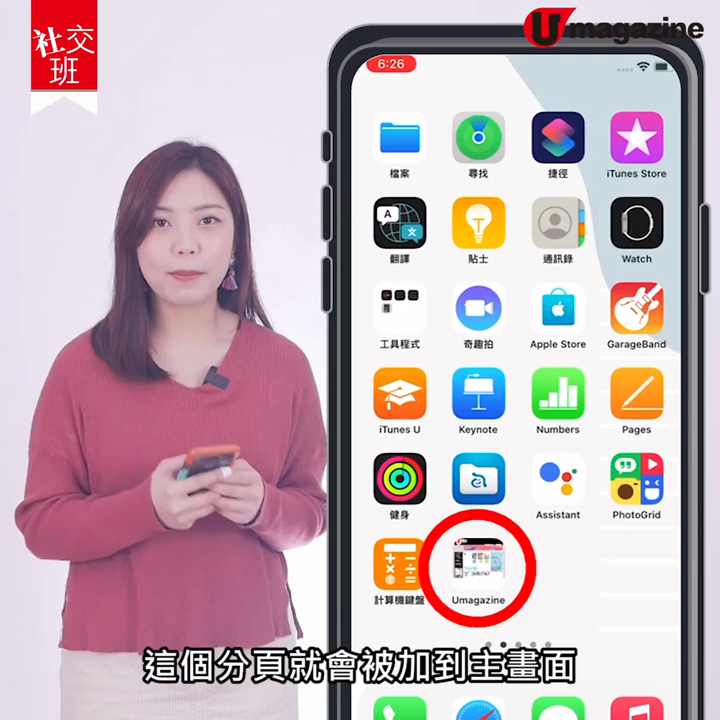 社交班
U magazine
6:26
檔案
尋找
捷徑
iTunes Store
翻譯
貼士
通訊錄
Watch
工具程式
奇趣拍
Apple Store
GarageBand
iTunes U
Keynote
Numbers
Pages
健身
Assistant
PhotoGrid
計算機鍵盤
Umagazine
這個分頁就會被加到主畫面